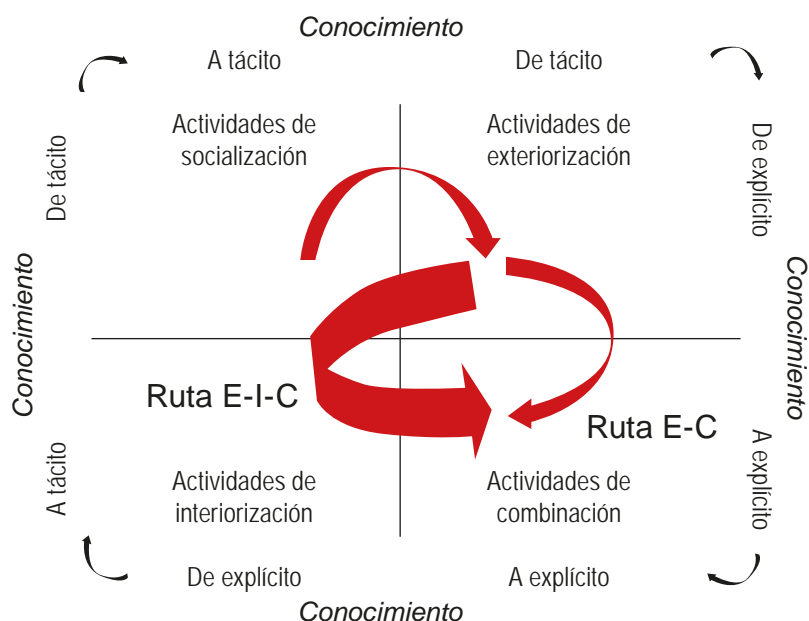 Conocimiento
A tácito
De tácito
Actividades de
socialización
Actividades de
exteriorización
De tácito
De explícito
Conocimiento
Conocimiento
Ruta E-I-C
Ruta E-C
A tácito
A explícito
Actividades de
interiorización
Actividades de
combinación
De explícito
A explícito
Conocimiento